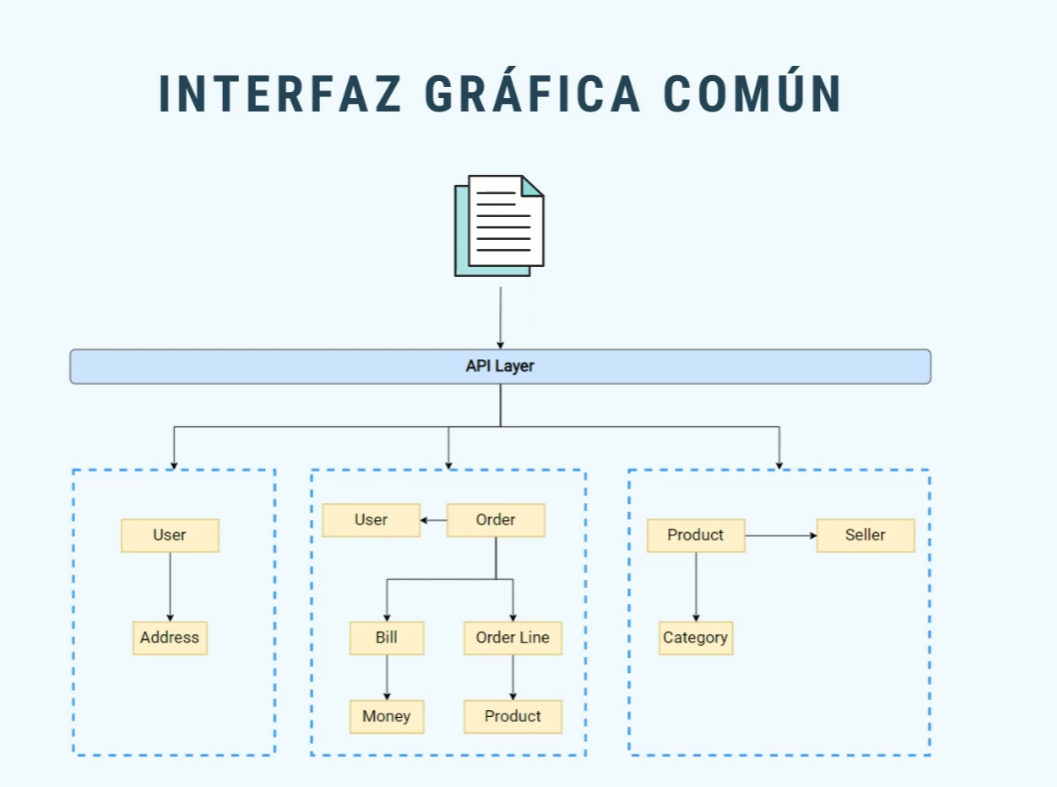 INTERFAZ GRÁFICA COMÚN
API Layer
User
Address
User
Order
Bill
Order Line
Money
Product
Product
Seller
Category